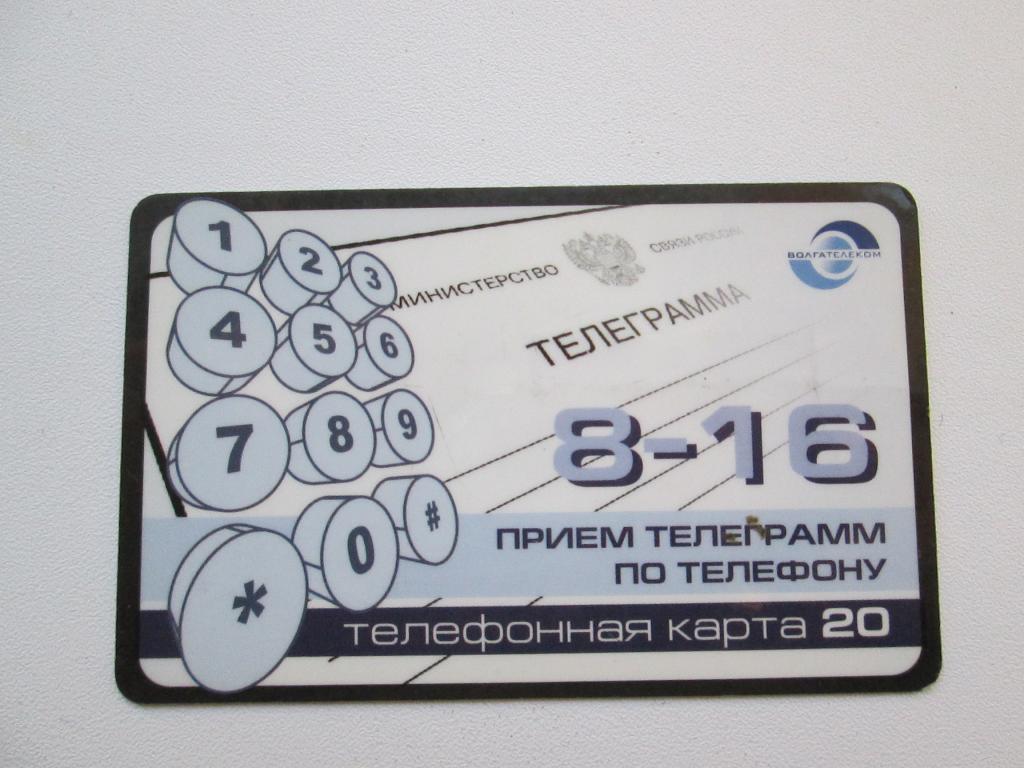 1 2 3
4 5 6
7 8 9
* 0 #
МИНИСТЕРСТВО СВЯЗИ РОССИИ
ТЕЛЕГРАММА
ВОЛГАТЕЛЕКОМ
8-16
ПРИЕМ ТЕЛЕГРАММ
ПО ТЕЛЕФОНУ
телефонная карта 20